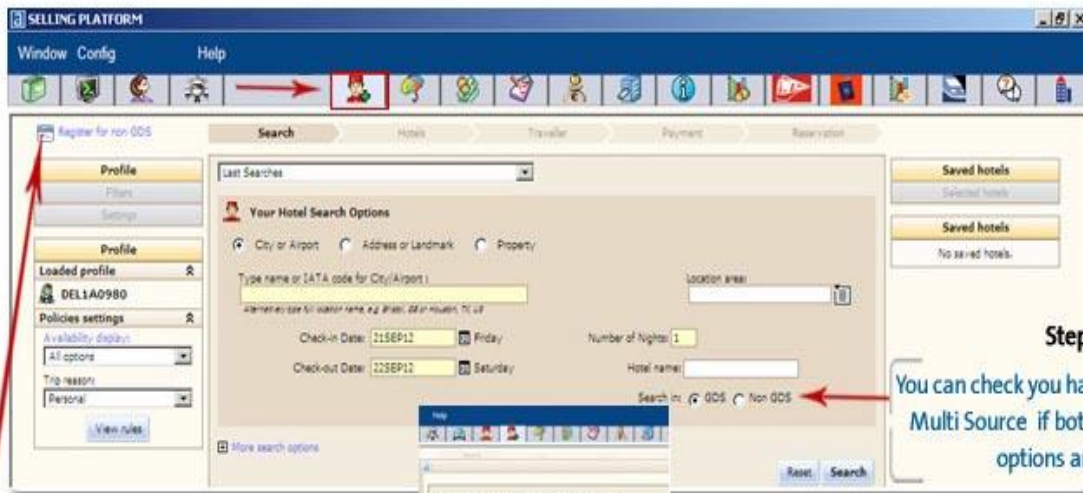 SELLING PLATFORM
Window Config Help
Register for non GDS
Search Hotels Traveller Payment Reservation
Profile
Filters
Settings
Profile
Loaded profile
DEL1A0980
Policies settings
Availability display:
All options
Trip reason:
Personal
View rules
Last Searches
Your Hotel Search Options
City or Airport Address or Landmark Property
Type name or IATA code for City/Airport :
Location area:
Check-in Date: 21SEP12 Friday Number of Nights: 1
Check-out Date: 22SEP12 Saturday Hotel name:
Search in: GDS Non GDS
More search options
Reset Search
Help
Saved hotels
Selected hotels
Saved hotels
No saved hotels.
Step
You can check you ha
Multi Source if bot
options a